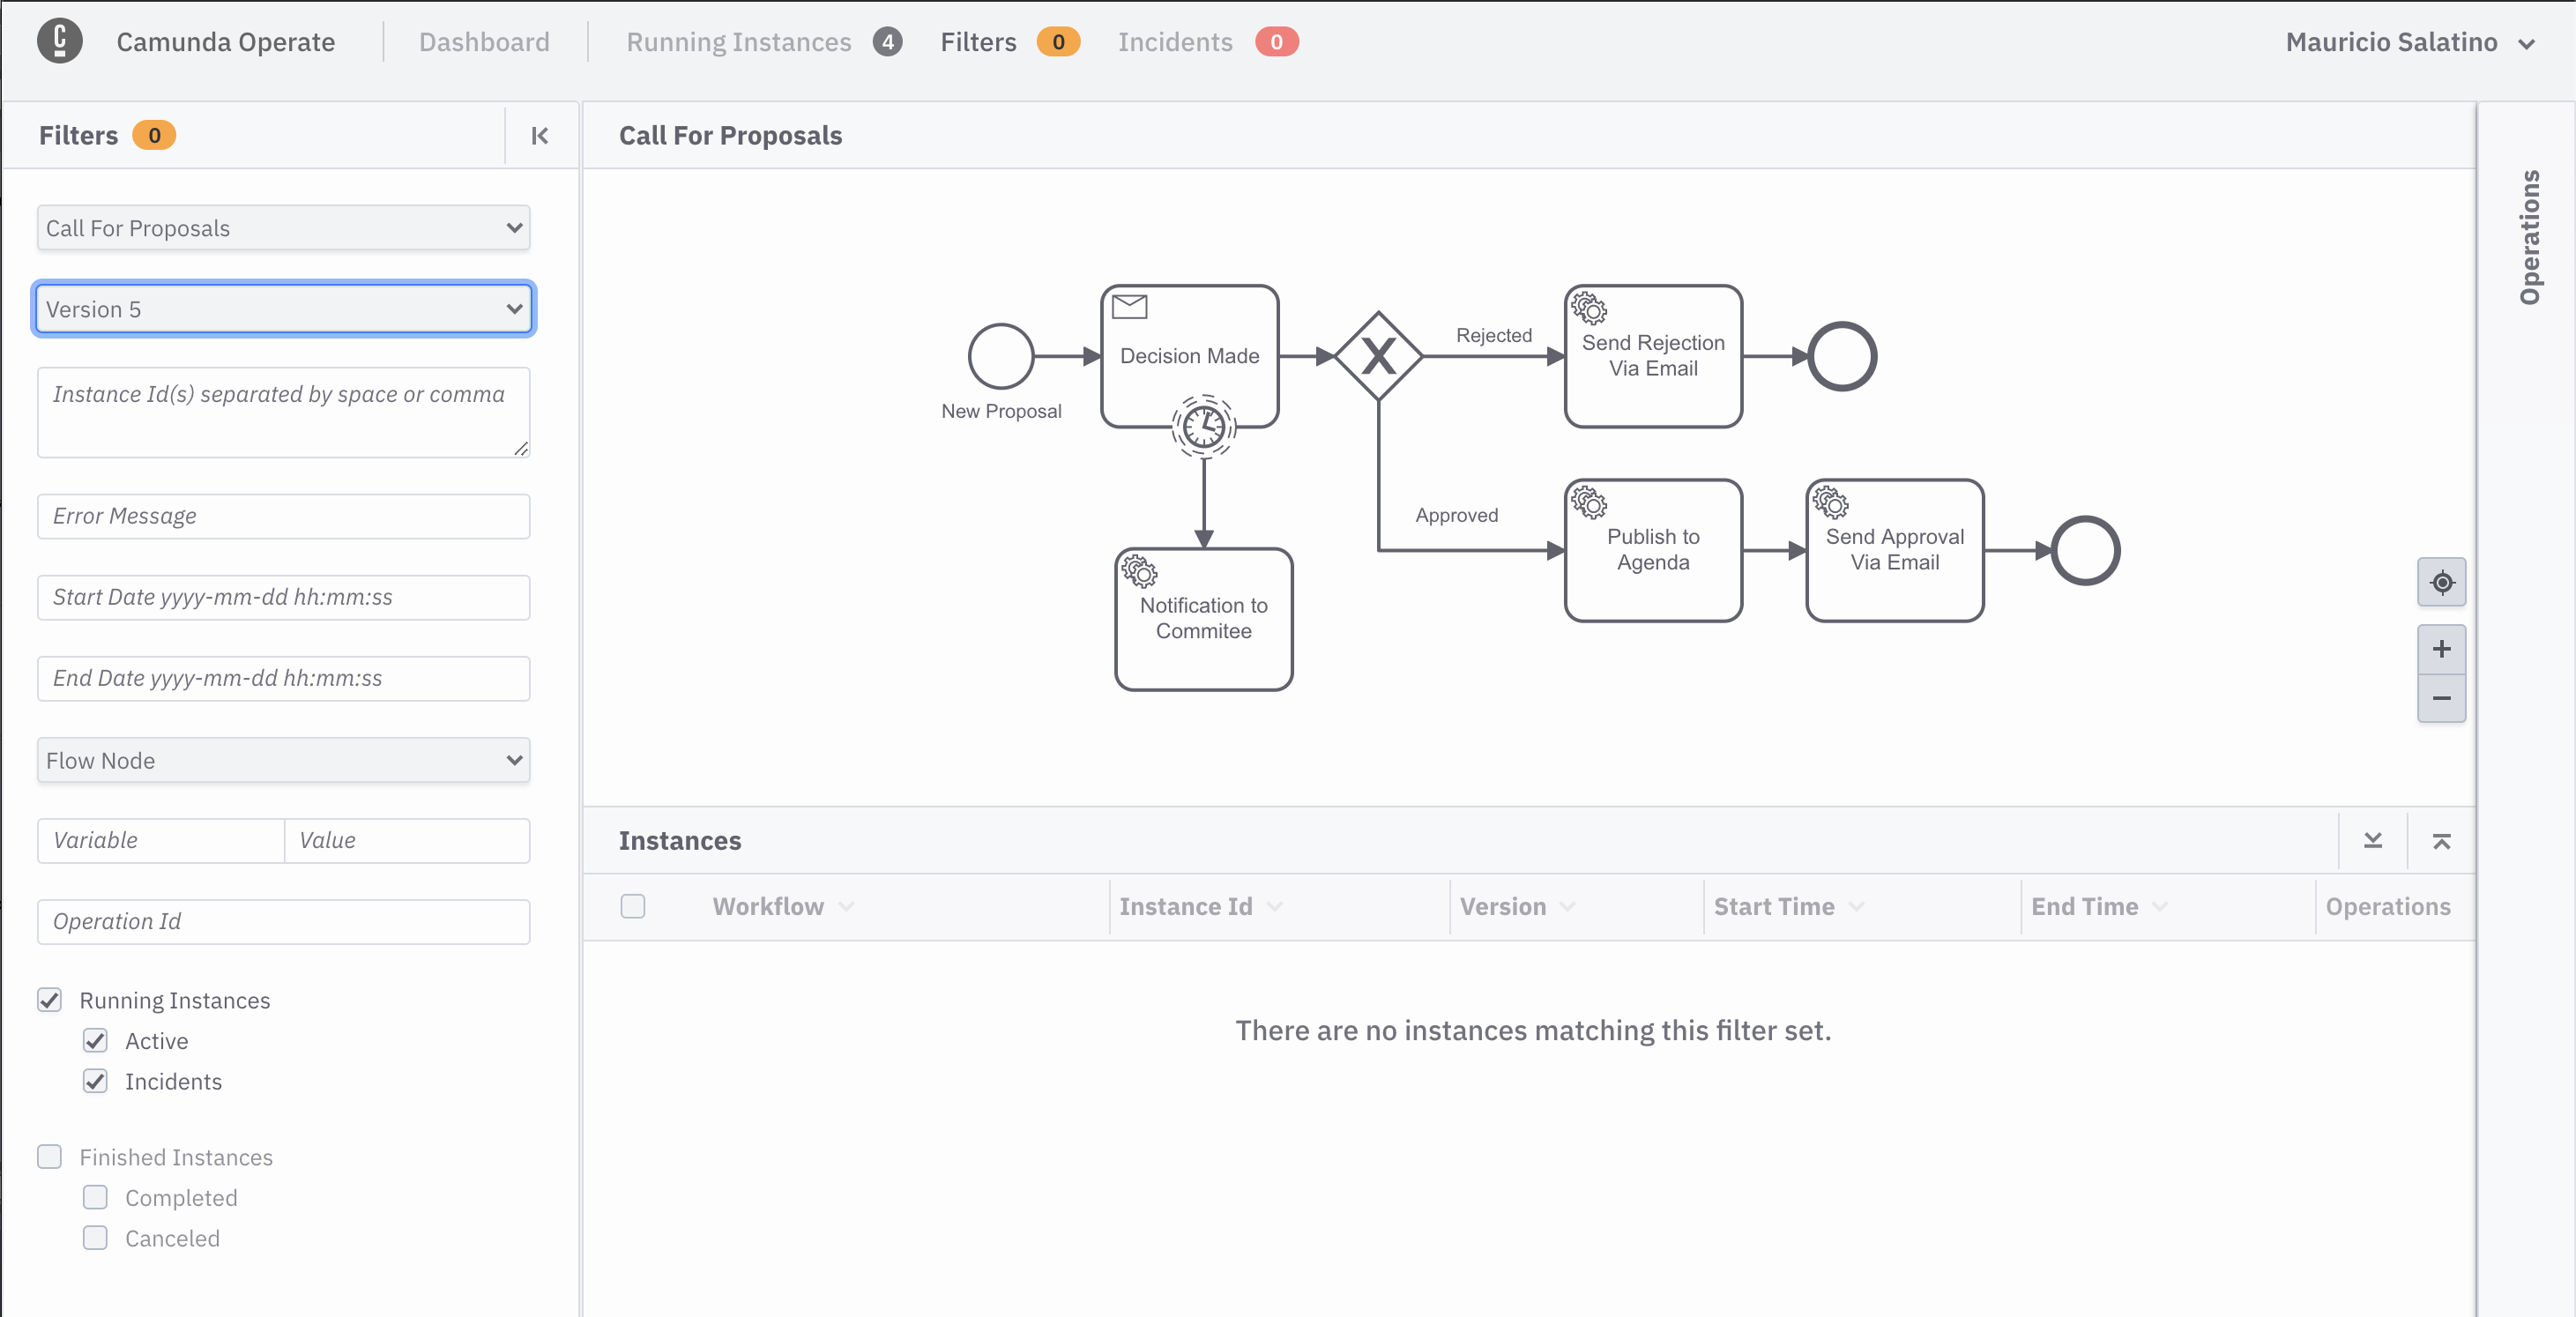 Camunda Operate
Dashboard
Running Instances 4
Filters 0
Incidents 0
Mauricio Salatino
Filters 0
Call For Proposals
Version 5
Instance Id(s) separated by space or comma
Error Message
Start Date yyyy-mm-dd hh:mm:ss
End Date yyyy-mm-dd hh:mm:ss
Flow Node
Variable
Value
Operation Id
Running Instances
Active
Incidents
Finished Instances
Completed
Canceled
Call For Proposals
New Proposal
Decision Made
Notification to
Commitee
X
Rejected
Send Rejection
Via Email
Approved
Publish to
Agenda
Send Approval
Via Email
Instances
Workflow
Instance Id
Version
Start Time
End Time
Operations
There are no instances matching this filter set.
Operations